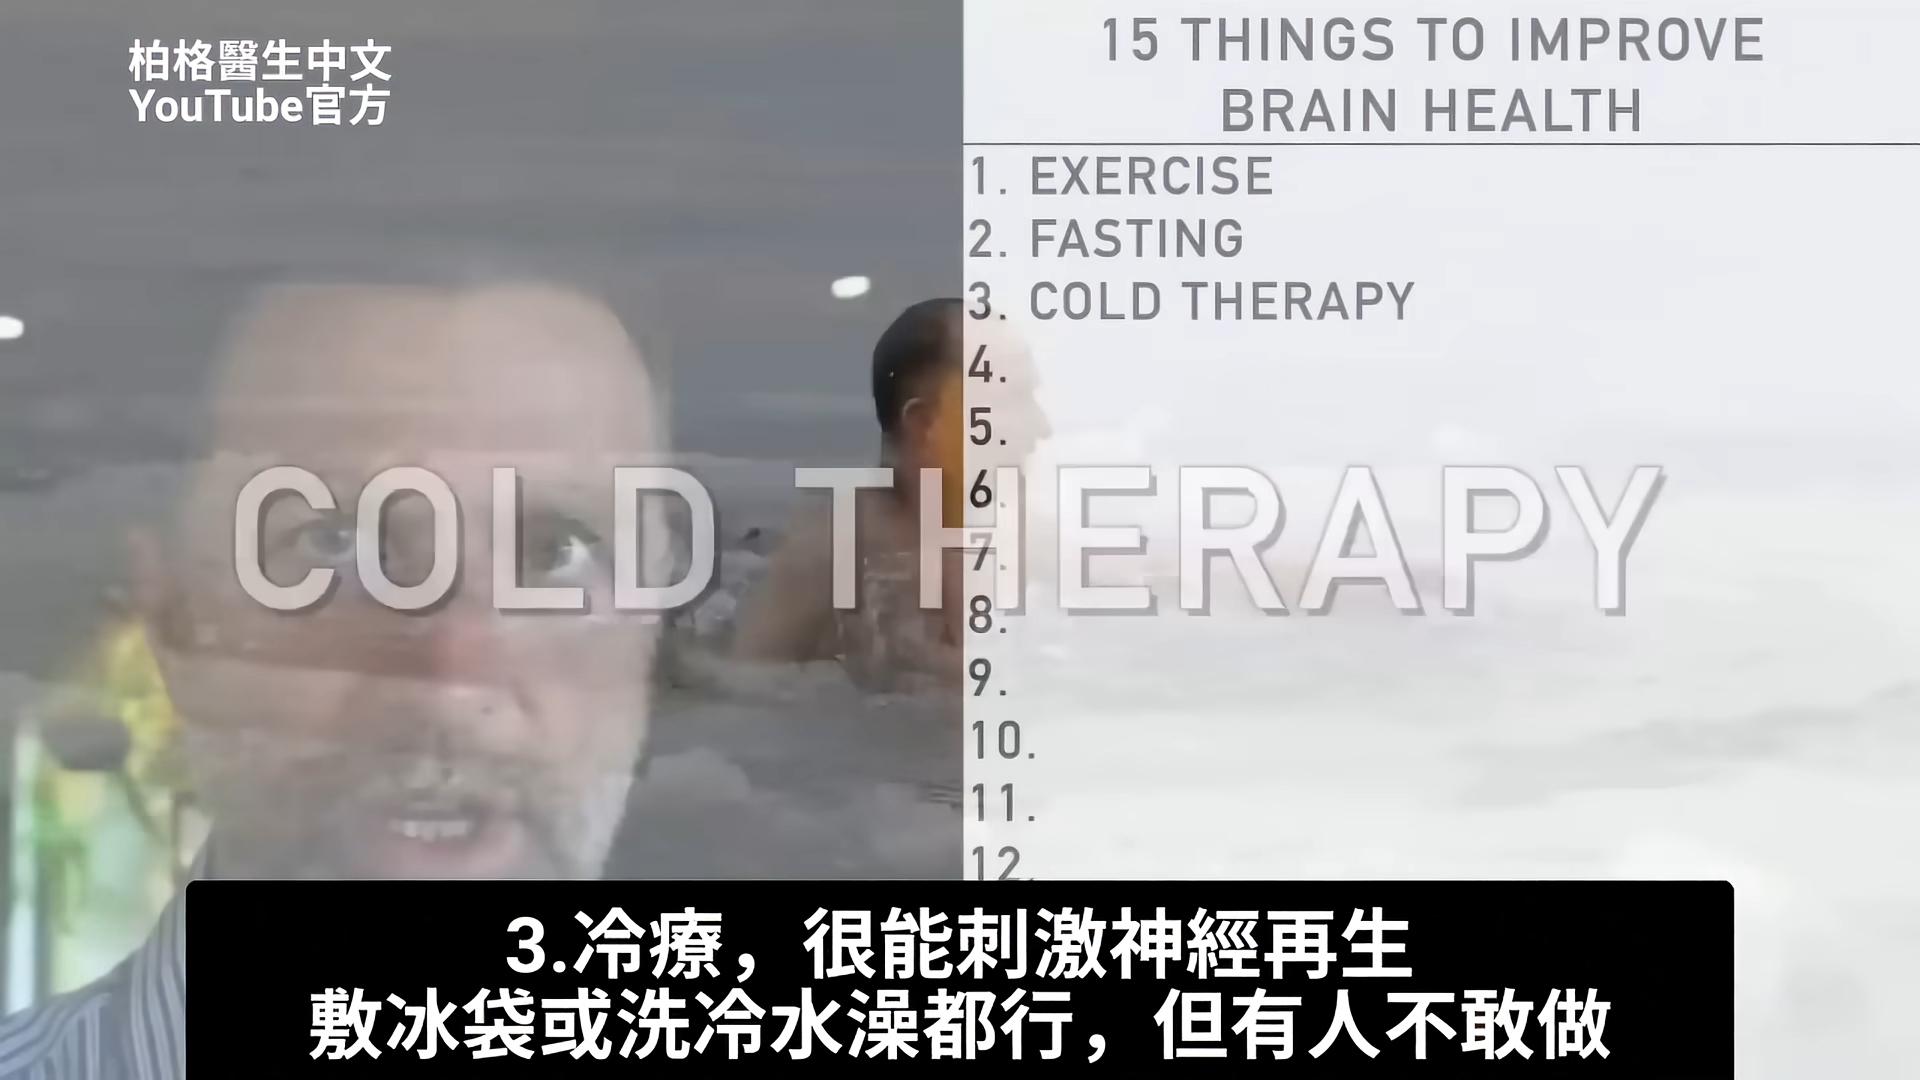 柏格醫生中文
YouTube官方
15 THINGS TO IMPROVE
BRAIN HEALTH
1. EXERCISE
2. FASTING
3. COLD THERAPY
4.
5.
6.
7.
8.
9.
10.
11.
12.
COLD THERAPY
3.冷療，很能刺激神經再生
敷冰袋或洗冷水澡都行，但有人不敢做